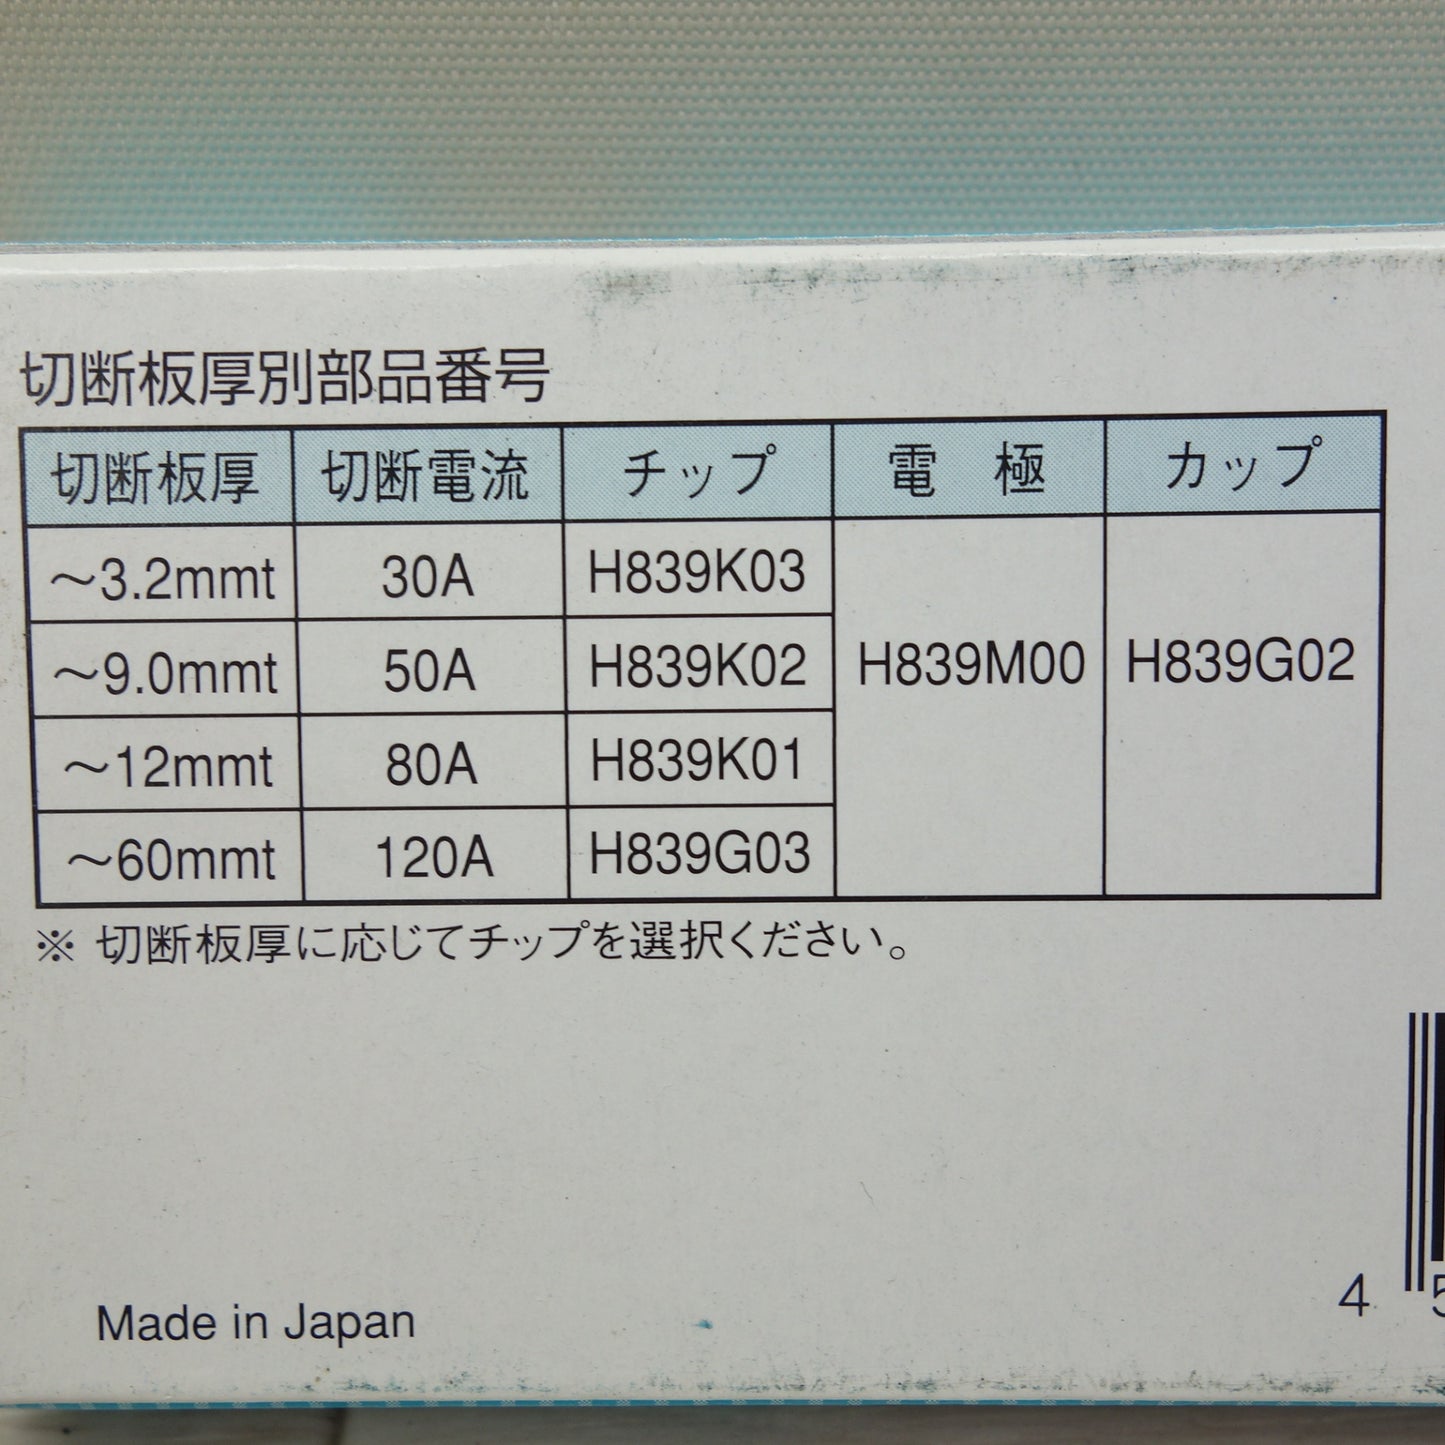 切断板厚別部品番号
切断板厚 切断電流 チップ 電 極 カップ
～3.2mmt 30A H839K03
～9.0mmt 50A H839K02 H839M00 H839G02
～12mmt 80A H839K01
～60mmt 120A H839G03
※ 切断板厚に応じてチップを選択ください。
Made in Japan
4 5